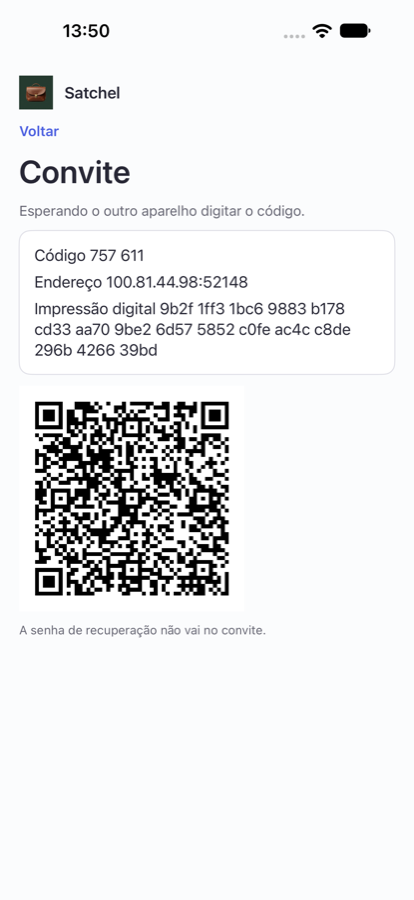 13:50
Satchel
Voltar
Convite
Esperando o outro aparelho digitar o código.
Código 757 611
Endereço 100.81.44.98:52148
Impressão digital 9b2f 1ff3 1bc6 9883 b178
cd33 aa70 9be2 6d57 5852 c0fe ac4c c8de
296b 4266 39bd
A senha de recuperação não vai no convite.